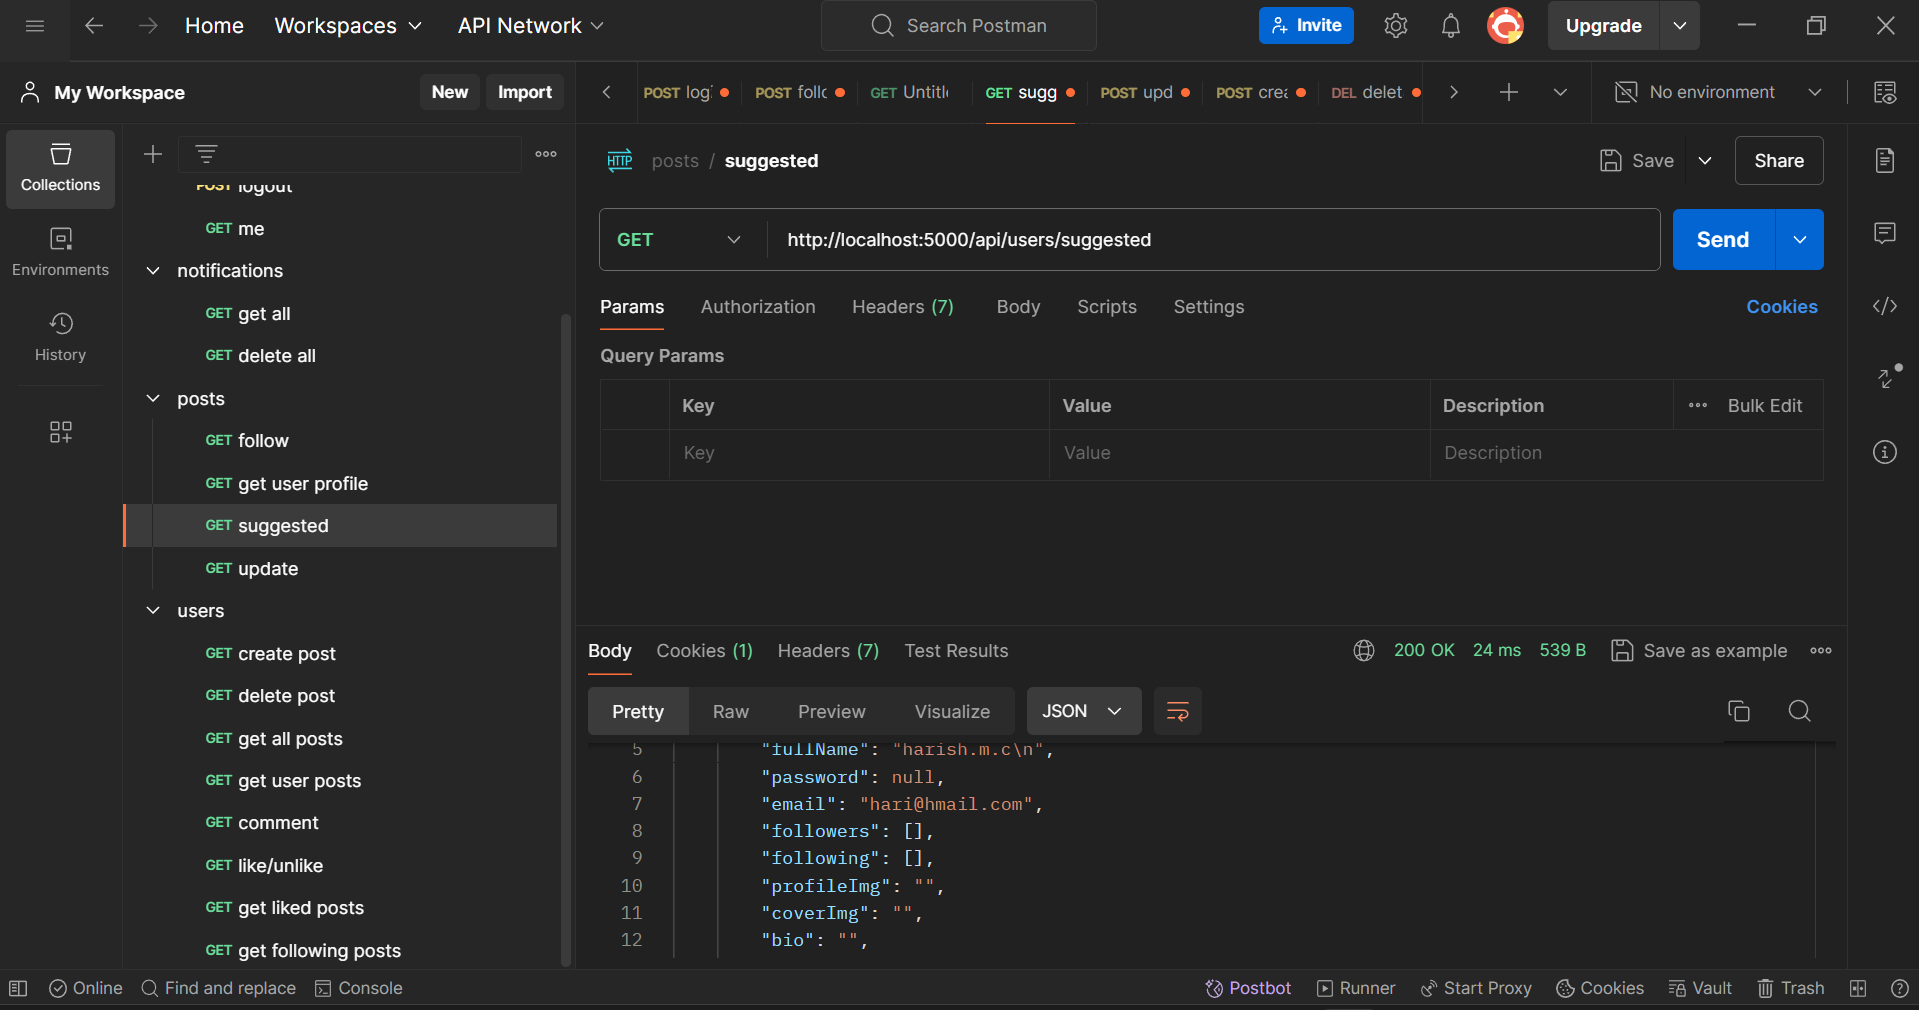 Home Workspaces API Network Search Postman Invite Upgrade
My Workspace New Import
POST log POST follo GET Untitl GET sugg POST upd POST crea DEL delet No environment
Collections
Environments
History
POST logout
GET me
notifications
GET get all
GET delete all
posts
GET follow
GET get user profile
GET suggested
GET update
users
GET create post
GET delete post
GET get all posts
GET get user posts
GET comment
GET like/unlike
GET get liked posts
GET get following posts
HTTP posts / suggested Save Share
GET http://localhost:5000/api/users/suggested Send
Params Authorization Headers (7) Body Scripts Settings Cookies
Query Params
Key Value Description Bulk Edit
Key Value Description
Body Cookies (1) Headers (7) Test Results 200 OK 24 ms 539 B Save as example
Pretty Raw Preview Visualize JSON
5 "fullName": "harish.m.c\n",
6 "password": null,
7 "email": "hari@hmail.com",
8 "followers": [],
9 "following": [],
10 "profileImg": "",
11 "coverImg": "",
12 "bio": "",
Online Find and replace Console Postbot Runner Start Proxy Cookies Vault Trash